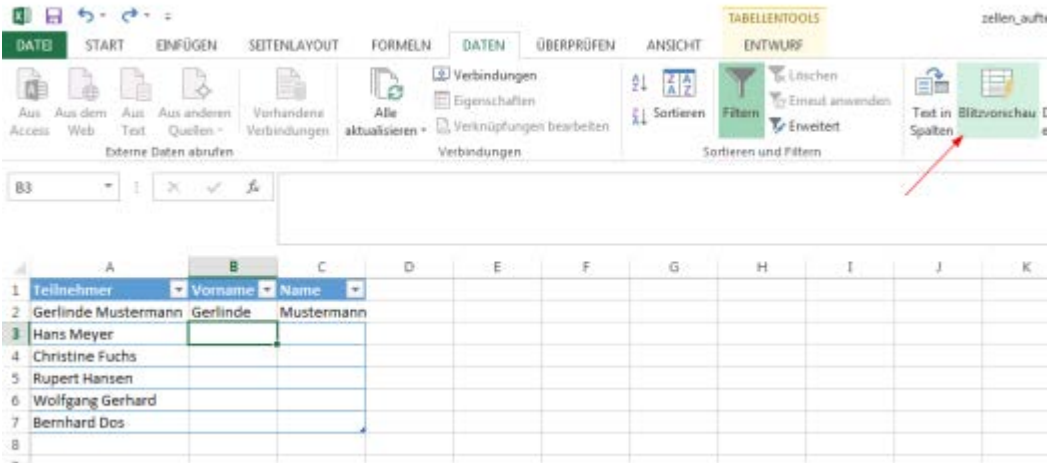 TABELLENTOOLS zellen_aufte
DATEI START EINFÜGEN SEITENLAYOUT FORMELN DATEN ÜBERPRÜFEN ANSICHT ENTWURF
Aus Access
Aus dem Web
Aus Text
Aus anderen Quellen
Vorhandene Verbindungen
Externe Daten abrufen
Alle aktualisieren
Verbindungen
Eigenschaften
Verknüpfungen bearbeiten
Verbindungen
Sortieren
Filtern
Löschen
Erneut anwenden
Erweitert
Sortieren und Filtern
Text in Spalten
Blitzvorschau
B3 fx
A B C D E F G H I J K
1 Teilnehmer Vorname Name
2 Gerlinde Mustermann Gerlinde Mustermann
3 Hans Meyer
4 Christine Fuchs
5 Rupert Hansen
6 Wolfgang Gerhard
7 Bernhard Dos
8